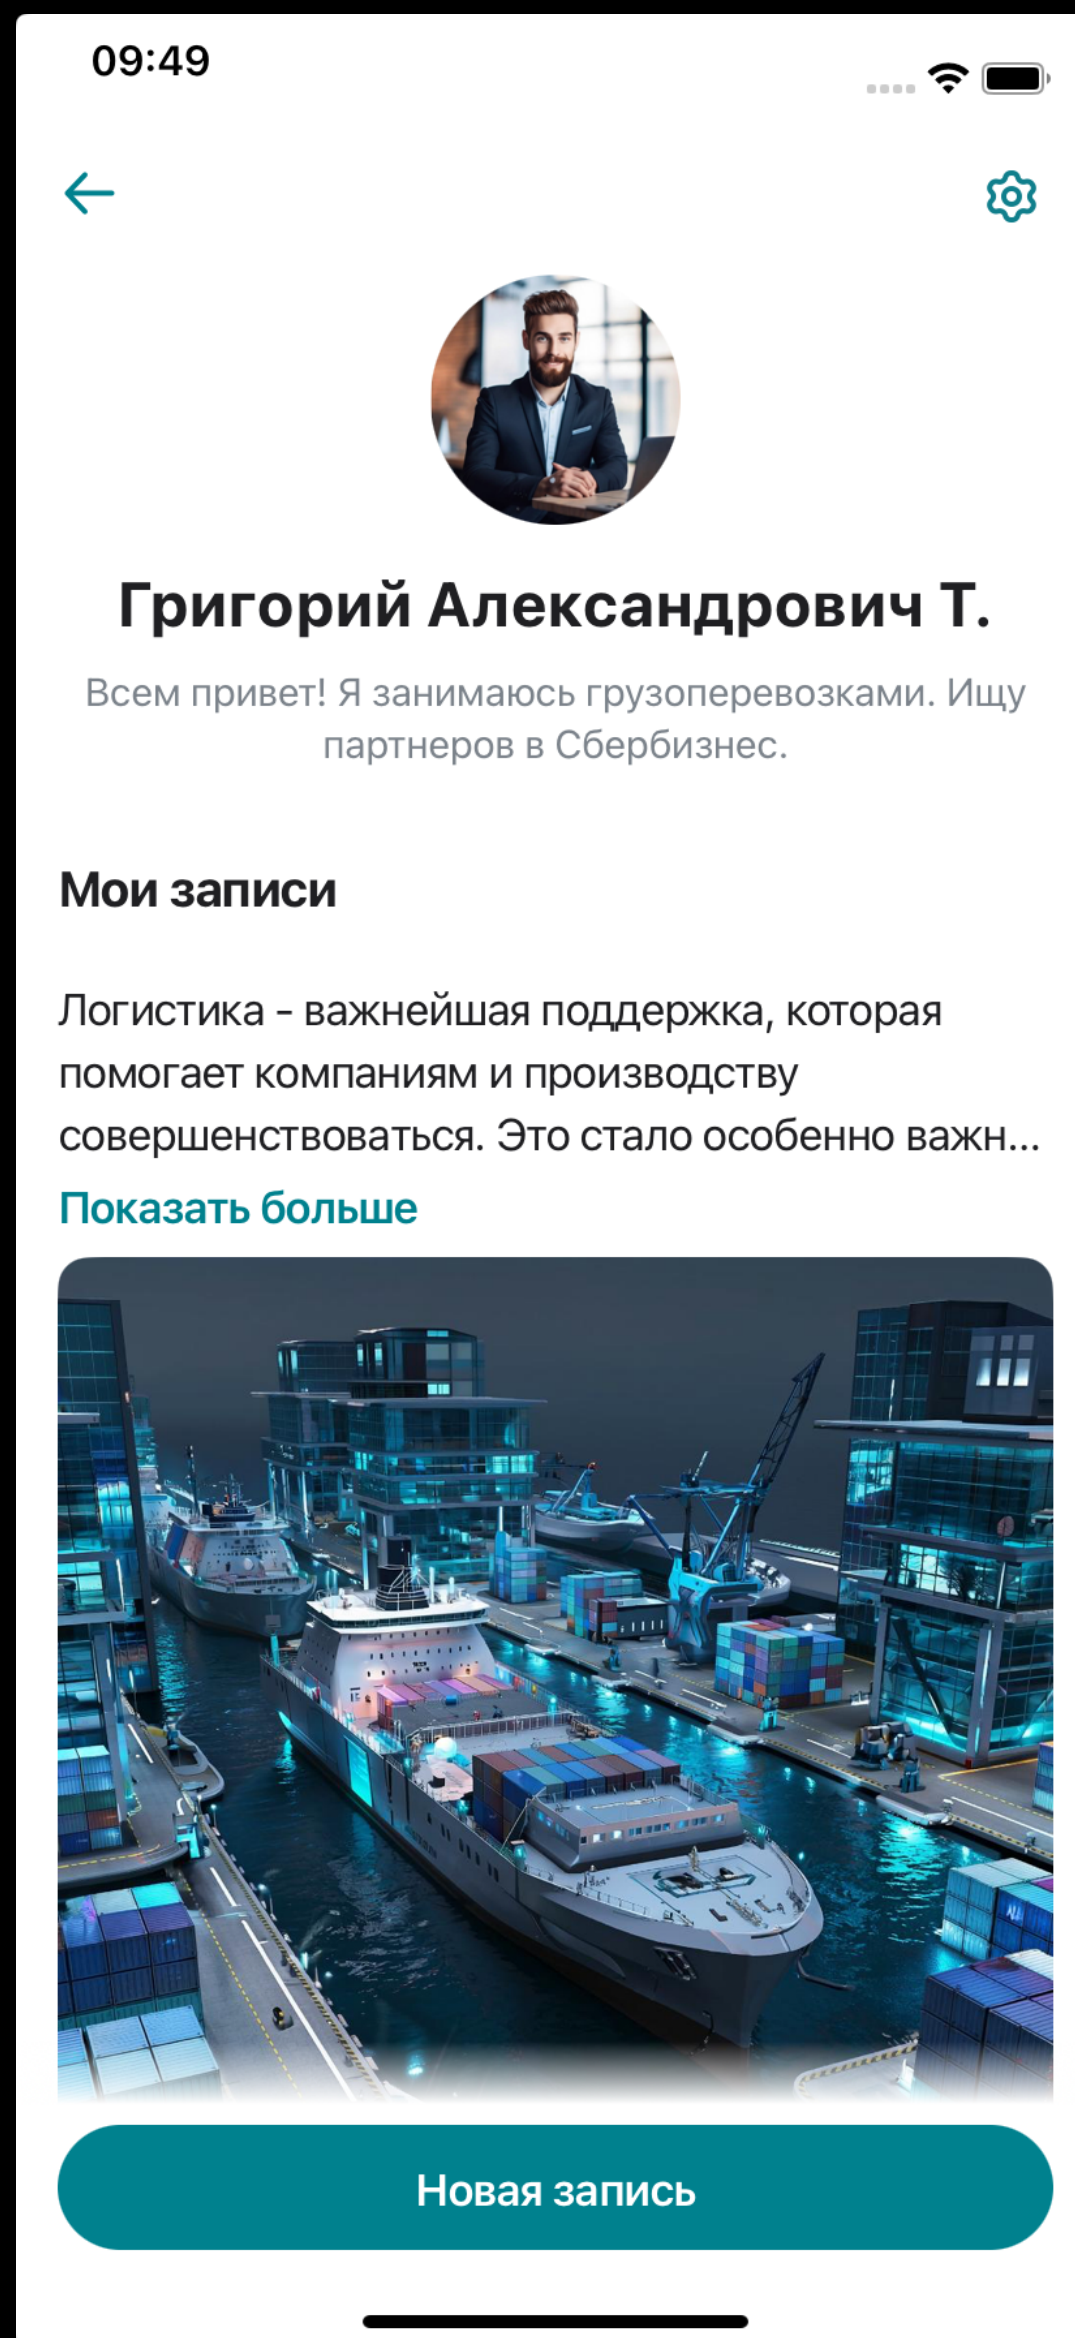 09:49
Григорий Александрович Т.
Всем привет! Я занимаюсь грузоперевозками. Ищу
партнеров в Сбербизнес.
Мои записи
Логистика - важнейшая поддержка, которая
помогает компаниям и производству
совершенствоваться. Это стало особенно важн...
Показать больше
Новая запись